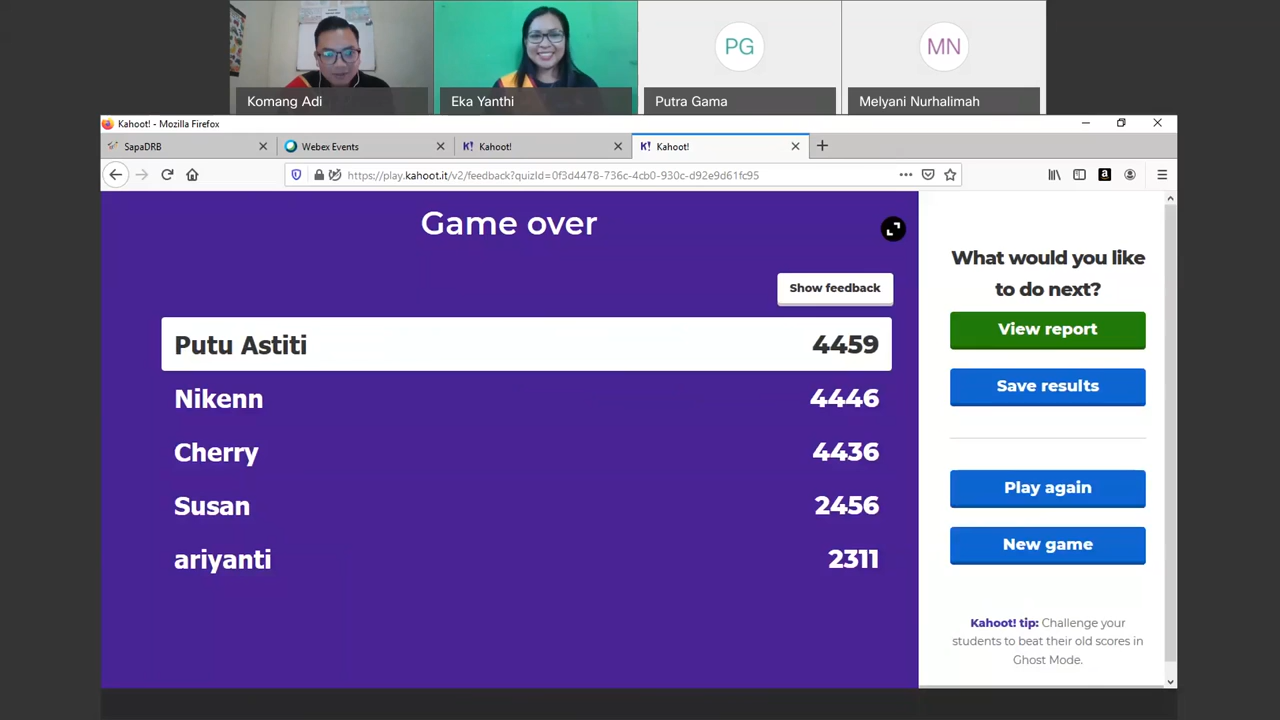 PG
MN
Komang Adi
Eka Yanthi
Putra Gama
Melyani Nurhalimah
Kahoot! - Mozilla Firefox
SapaDRB
Webex Events
K! Kahoot!
K! Kahoot!
https://play.kahoot.it/v2/feedback?quizId=0f3d4478-736c-4cb0-930c-d92e9d61fc95
Game over
Show feedback
Putu Astiti 4459
Nikenn 4446
Cherry 4436
Susan 2456
ariyanti 2311
What would you like
to do next?
View report
Save results
Play again
New game
Kahoot! tip: Challenge your
students to beat their old scores in
Ghost Mode.